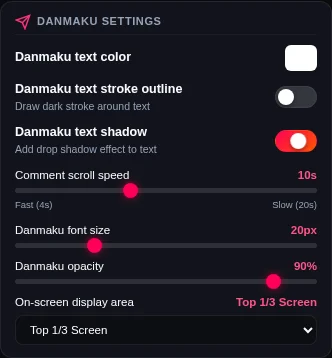 DANMAKU SETTINGS
Danmaku text color
Danmaku text stroke outline
Draw dark stroke around text
Danmaku text shadow
Add drop shadow effect to text
Comment scroll speed 10s
Fast (4s) Slow (20s)
Danmaku font size 20px
Danmaku opacity 90%
On-screen display area Top 1/3 Screen
Top 1/3 Screen